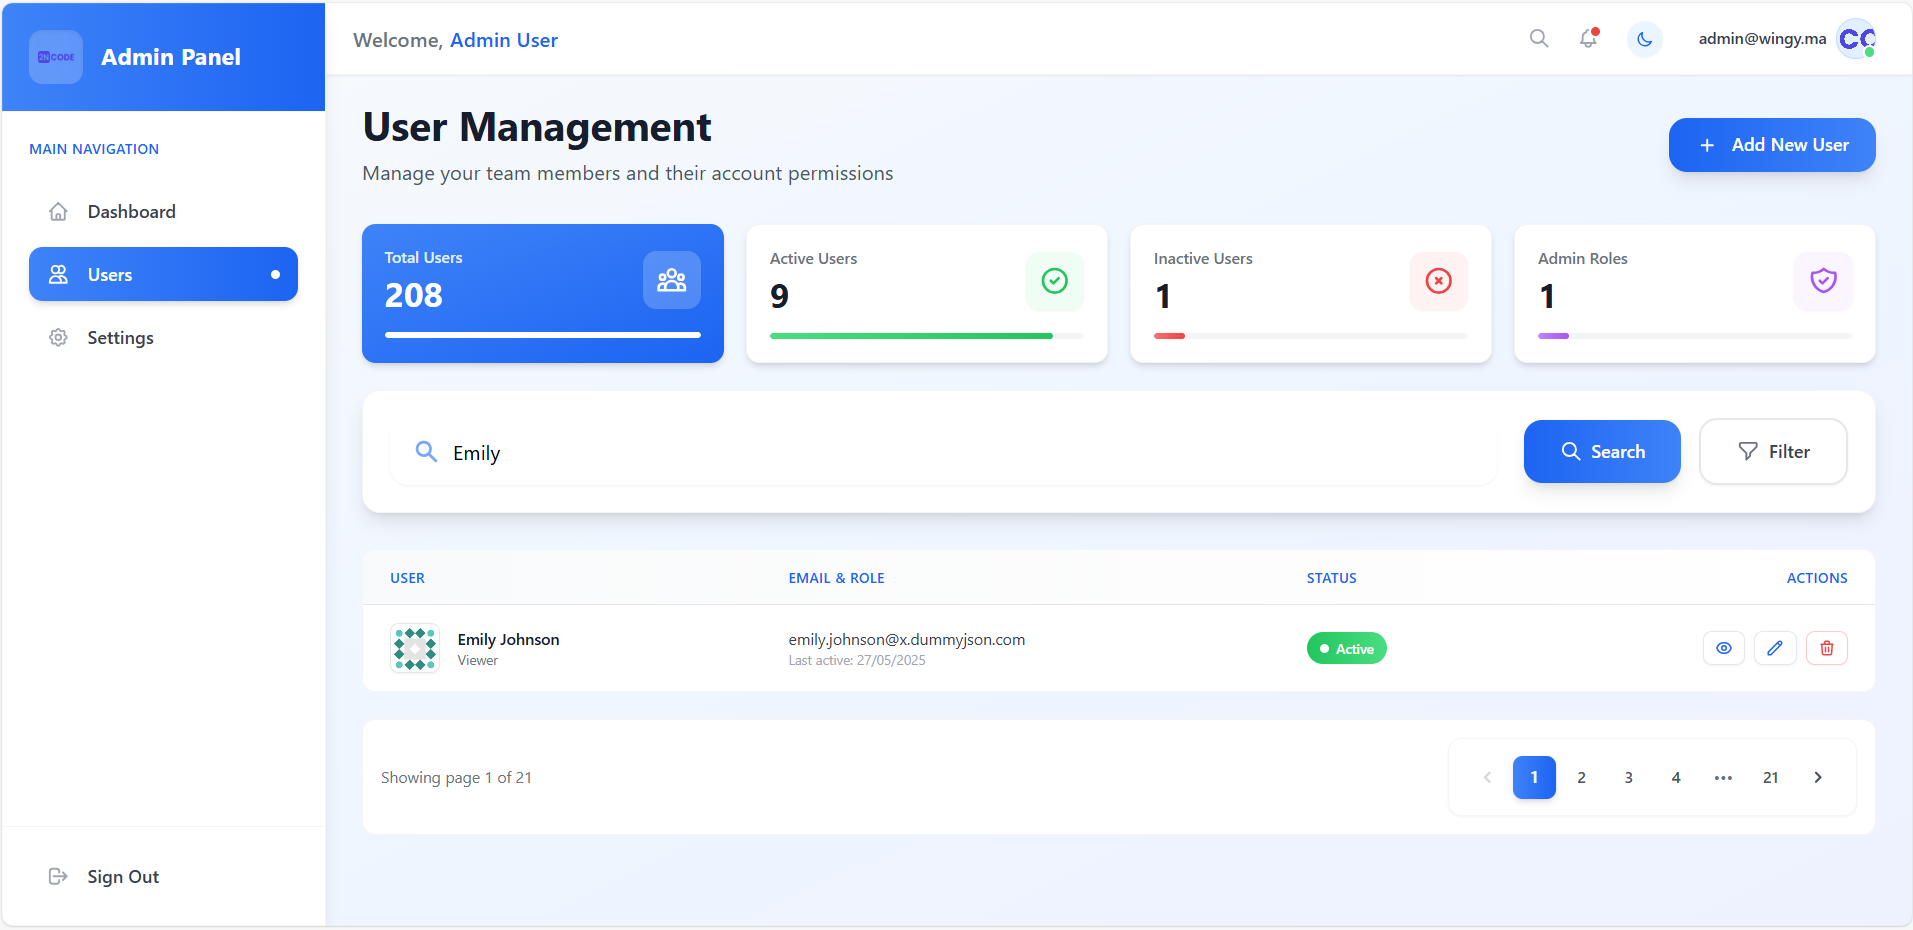 2NCODE
Admin Panel
Welcome, Admin User
admin@wingy.ma
MAIN NAVIGATION
Dashboard
Users
Settings
Sign Out
User Management
Manage your team members and their account permissions
+ Add New User
Total Users
208
Active Users
9
Inactive Users
1
Admin Roles
1
Emily
Search
Filter
USER EMAIL & ROLE STATUS ACTIONS
Emily Johnson emily.johnson@x.dummyjson.com Active
Viewer Last active: 27/05/2025
Showing page 1 of 21
1 2 3 4 ••• 21